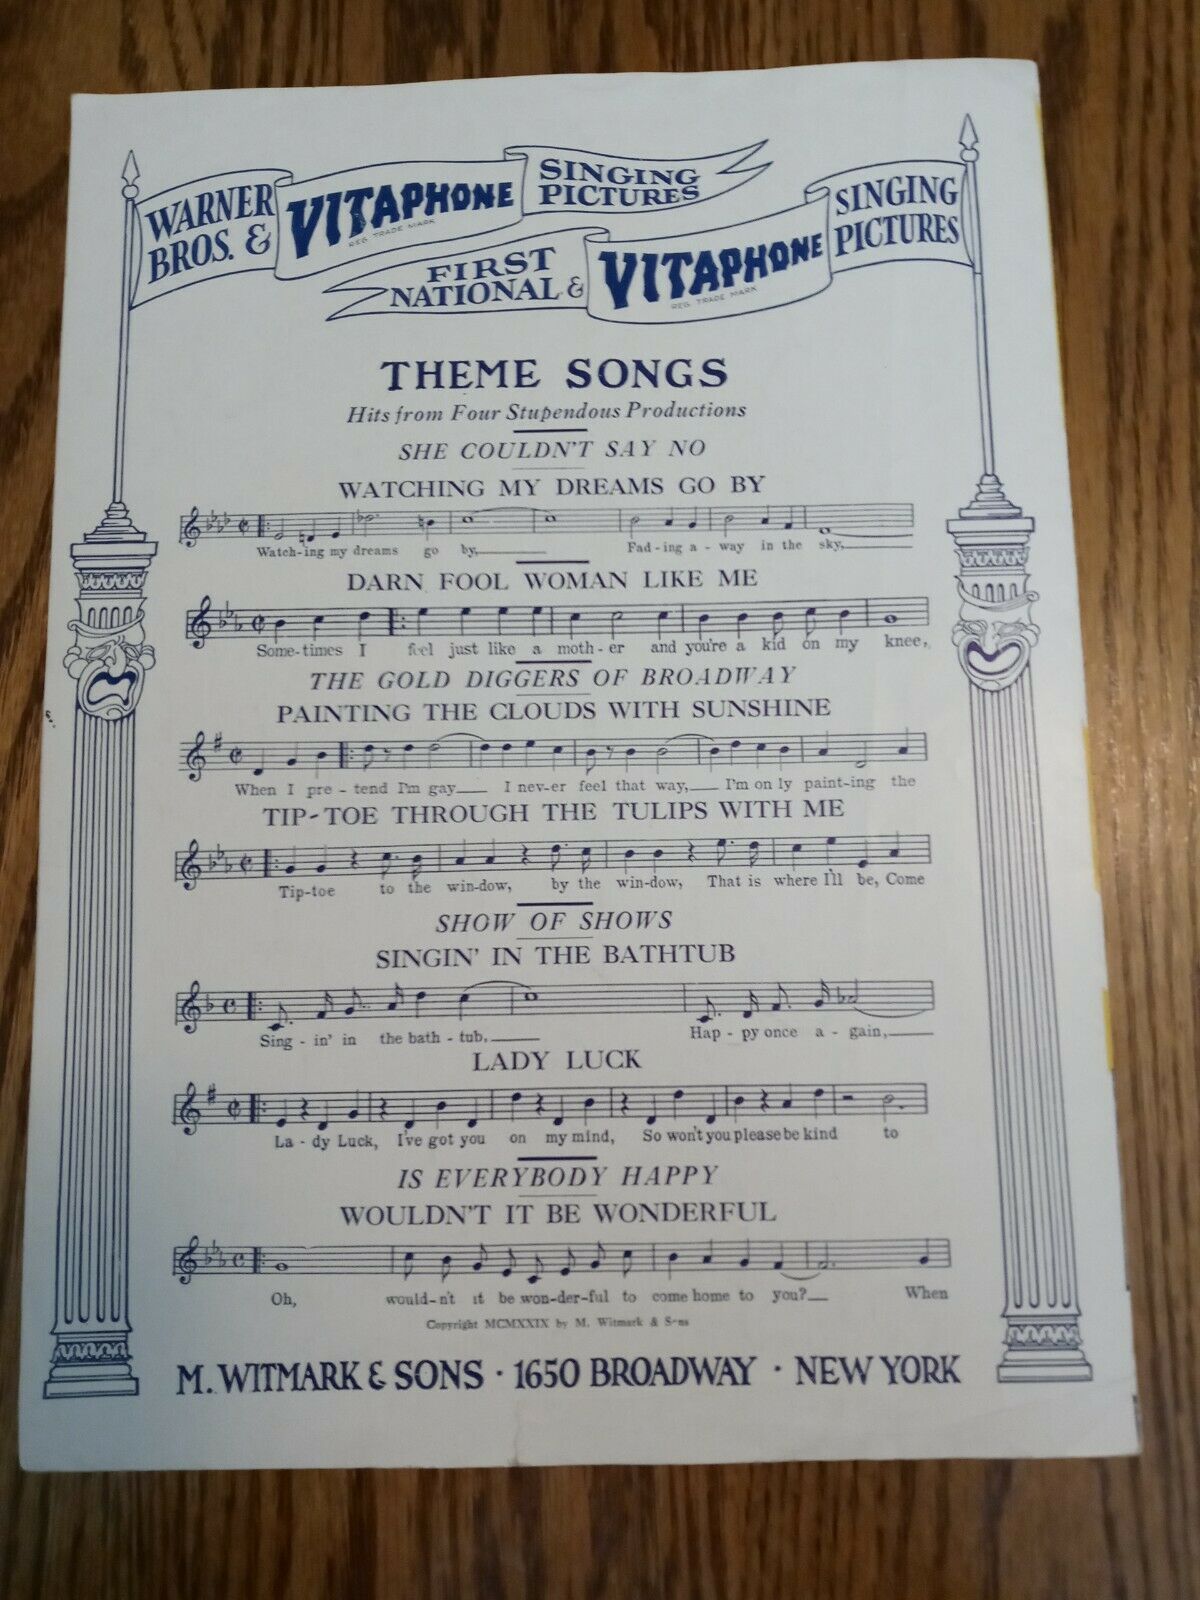 WARNER BROS. & VITAPHONE SINGING PICTURES
REG. TRADE MARK
FIRST NATIONAL & VITAPHONE SINGING PICTURES
REG. TRADE MARK
THEME SONGS
Hits from Four Stupendous Productions
SHE COULDN'T SAY NO
WATCHING MY DREAMS GO BY
Watch-ing my dreams go by, Fad-ing a-way in the sky,
DARN FOOL WOMAN LIKE ME
Some-times I feel just like a moth-er and you're a kid on my knee,
THE GOLD DIGGERS OF BROADWAY
PAINTING THE CLOUDS WITH SUNSHINE
When I pre-tend I'm gay I nev-er feel that way, I'm on ly paint-ing the
TIP-TOE THROUGH THE TULIPS WITH ME
Tip-toe to the win-dow, by the win-dow, That is where I'll be, Come
SHOW OF SHOWS
SINGIN' IN THE BATHTUB
Sing-in' in the bath-tub, Hap-py once a-gain,
LADY LUCK
La-dy Luck, I've got you on my mind, So won't you please be kind to
IS EVERYBODY HAPPY
WOULDN'T IT BE WONDERFUL
Oh, would-n't it be won-der-ful to come home to you? When
Copyright MCMXXIX by M. Witmark & Sons
M. WITMARK & SONS · 1650 BROADWAY · NEW YORK